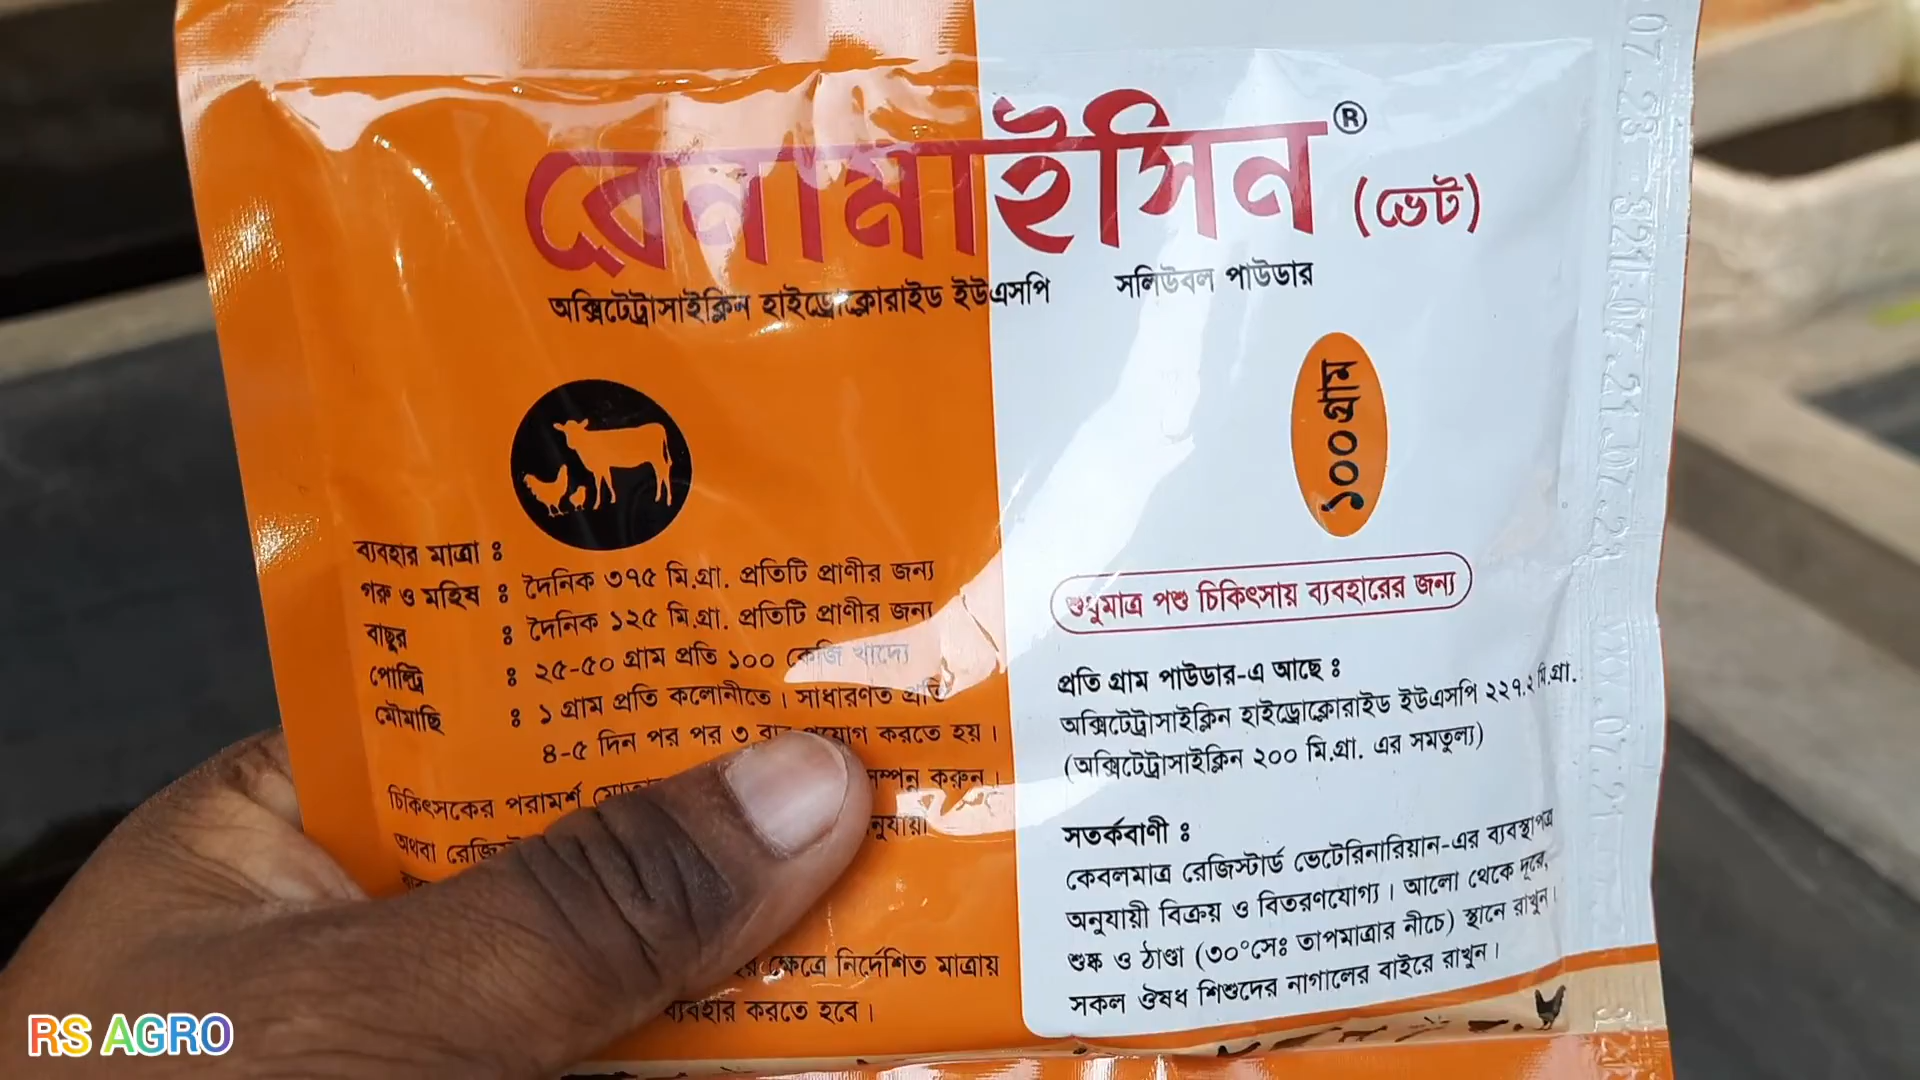 রেনামাইসিন® (ভেট)
অক্সিটেট্রাসাইক্লিন হাইড্রোক্লোরাইড ইউএসপি সলিউবল পাউডার
১০০ গ্রাম
ব্যবহার মাত্রা ঃ
গরু ও মহিষ ঃ দৈনিক ৩৭৫ মি.গ্রা. প্রতিটি প্রাণীর জন্য
বাছুর ঃ দৈনিক ১২৫ মি.গ্রা. প্রতিটি প্রাণীর জন্য
পোল্ট্রি ঃ ২৫-৫০ গ্রাম প্রতি ১০০ কেজি খাদ্যে
মৌমাছি ঃ ১ গ্রাম প্রতি কলোনীতে। সাধারণত প্রতি
৪-৫ দিন পর পর ৩ বার প্রয়োগ করতে হয়।
চিকিৎসকের পরামর্শ সম্পন্ন করুন।
অথবা
ক্ষেত্রে নির্দেশিত মাত্রায়
ব্যবহার করতে হবে।
শুধুমাত্র পশু চিকিৎসায় ব্যবহারের জন্য
প্রতি গ্রাম পাউডার-এ আছে ঃ
অক্সিটেট্রাসাইক্লিন হাইড্রোক্লোরাইড ইউএসপি ২২৭.২ মি.গ্রা.
(অক্সিটেট্রাসাইক্লিন ২০০ মি.গ্রা. এর সমতুল্য)
সতর্কবাণী ঃ
কেবলমাত্র রেজিস্টার্ড ভেটেরিনারিয়ান-এর ব্যবস্থাপত্র
অনুযায়ী বিক্রয় ও বিতরণযোগ্য। আলো থেকে দূরে,
শুষ্ক ও ঠাণ্ডা (৩০°সেঃ তাপমাত্রার নীচে) স্থানে রাখুন।
সকল ঔষধ শিশুদের নাগালের বাইরে রাখুন।
RS AGRO